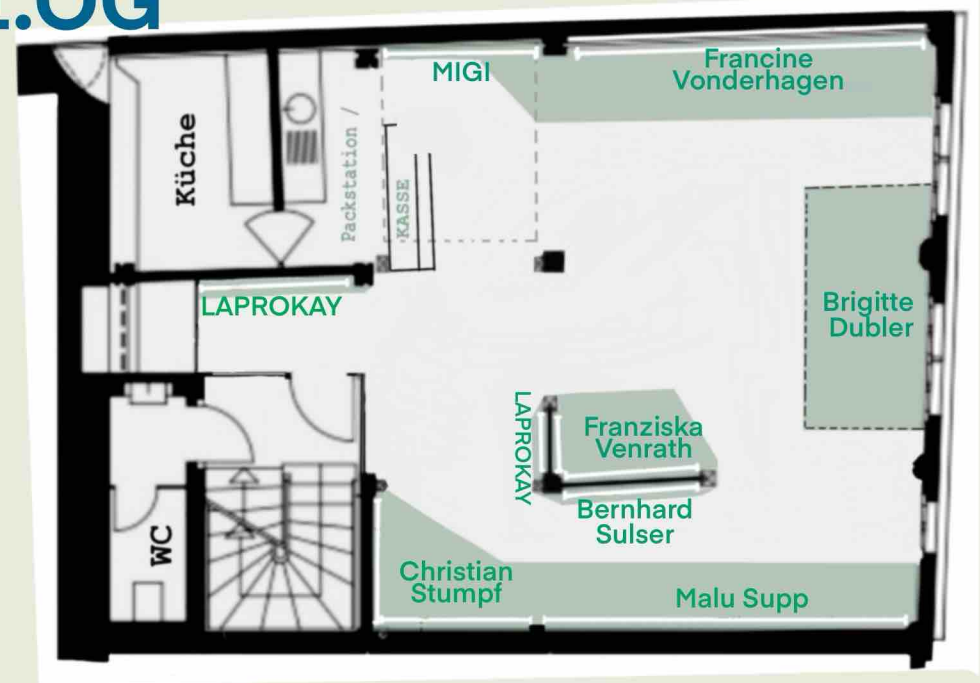 .OG
MIGI
Francine
Vonderhagen
Küche
Packstation /
KASSE
LAPROKAY
Brigitte
Dubler
LAPROKAY
Franziska
Venrath
Bernhard
Sulser
WC
Christian
Stumpf
Malu Supp